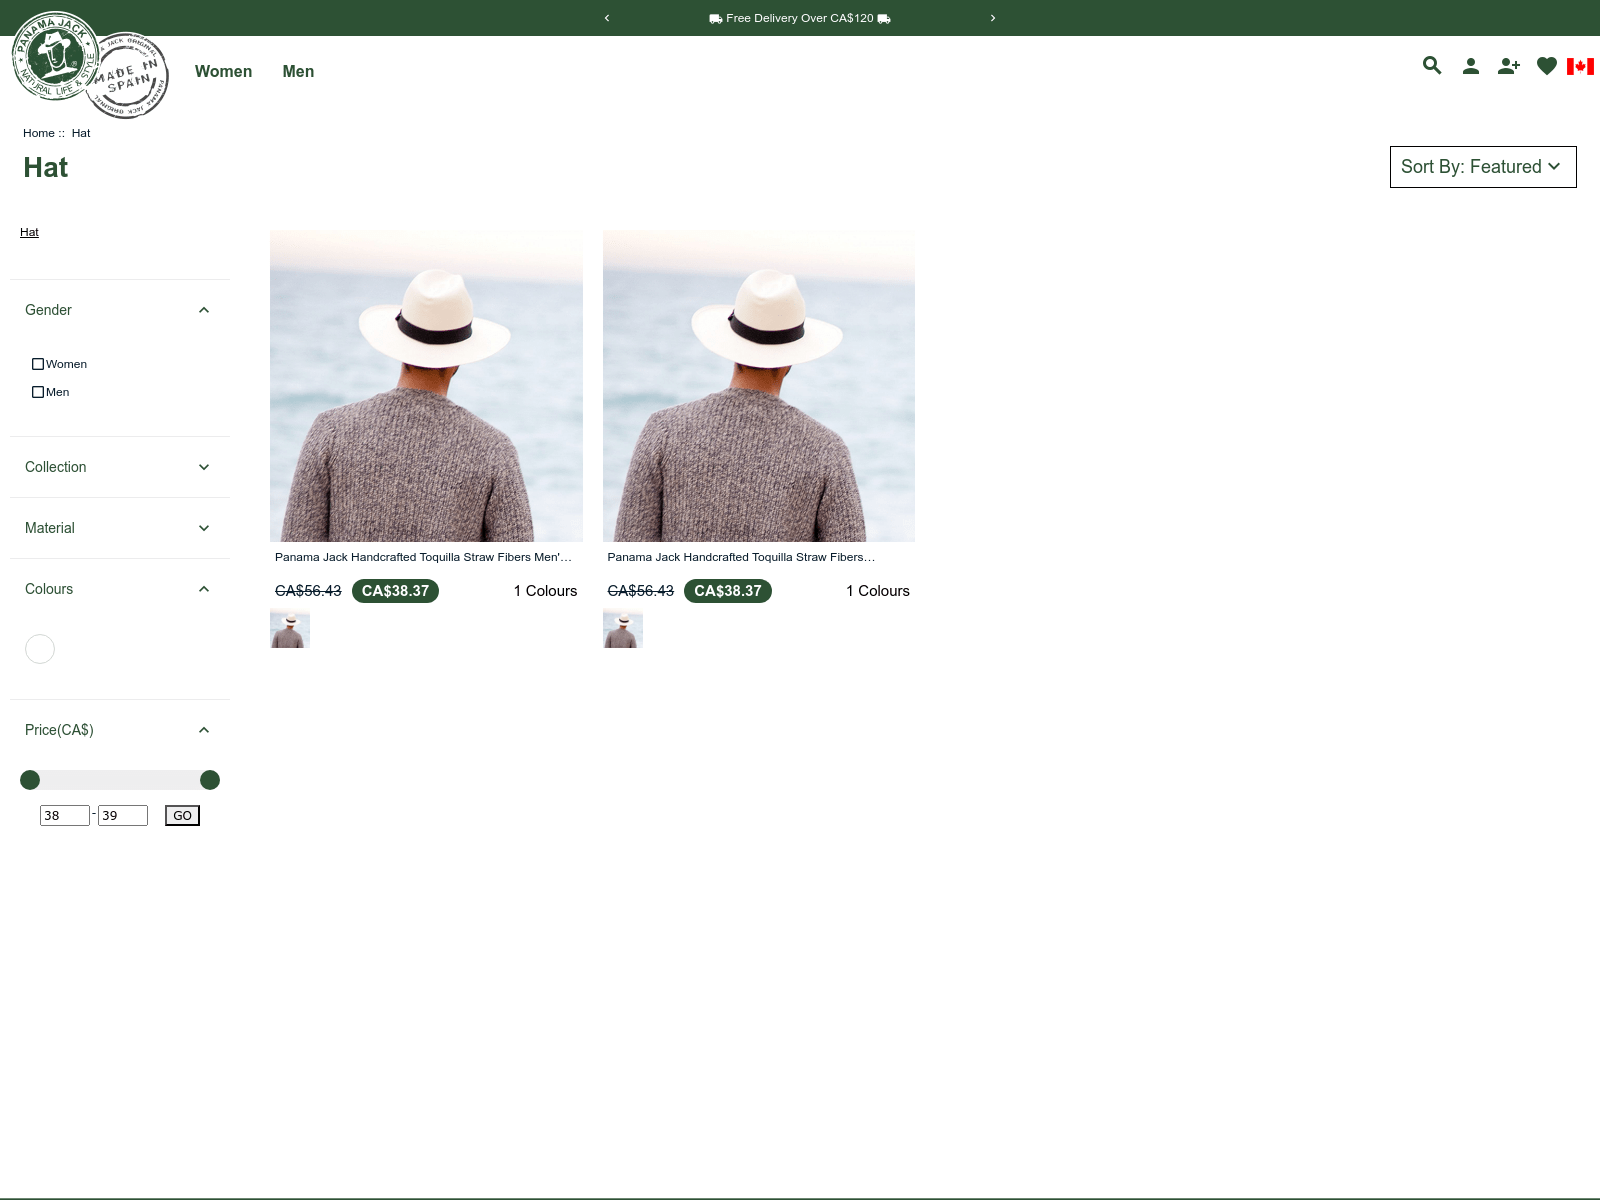 Free Delivery Over CA$120
PANAMA JACK
NATURAL LIFE & STYLE
MADE IN
SPAIN
PANAMA JACK ORIGINAL
Women
Men
Home :: Hat
Hat
Sort By: Featured
Hat
Gender
Women
Men
Collection
Material
Colours
Price(CA$)
38 - 39 GO
Panama Jack Handcrafted Toquilla Straw Fibers Men'...
CA$56.43 CA$38.37 1 Colours
Panama Jack Handcrafted Toquilla Straw Fibers...
CA$56.43 CA$38.37 1 Colours